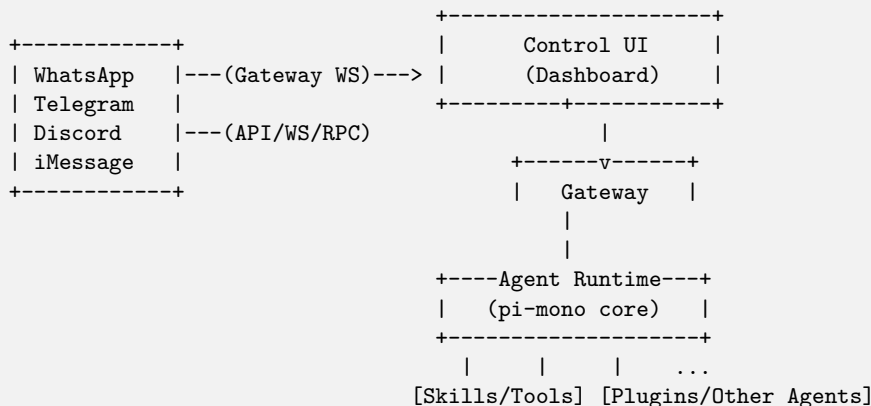 +---------------------+
+------------+ | Control UI |
| WhatsApp |---(Gateway WS)---> | (Dashboard) |
| Telegram | +---------+-----------+
| Discord |---(API/WS/RPC) |
| iMessage | +------v------+
+------------+ | Gateway |
|
|
+----Agent Runtime---+
| (pi-mono core) |
+--------------------+
| | | ...
[Skills/Tools] [Plugins/Other Agents]